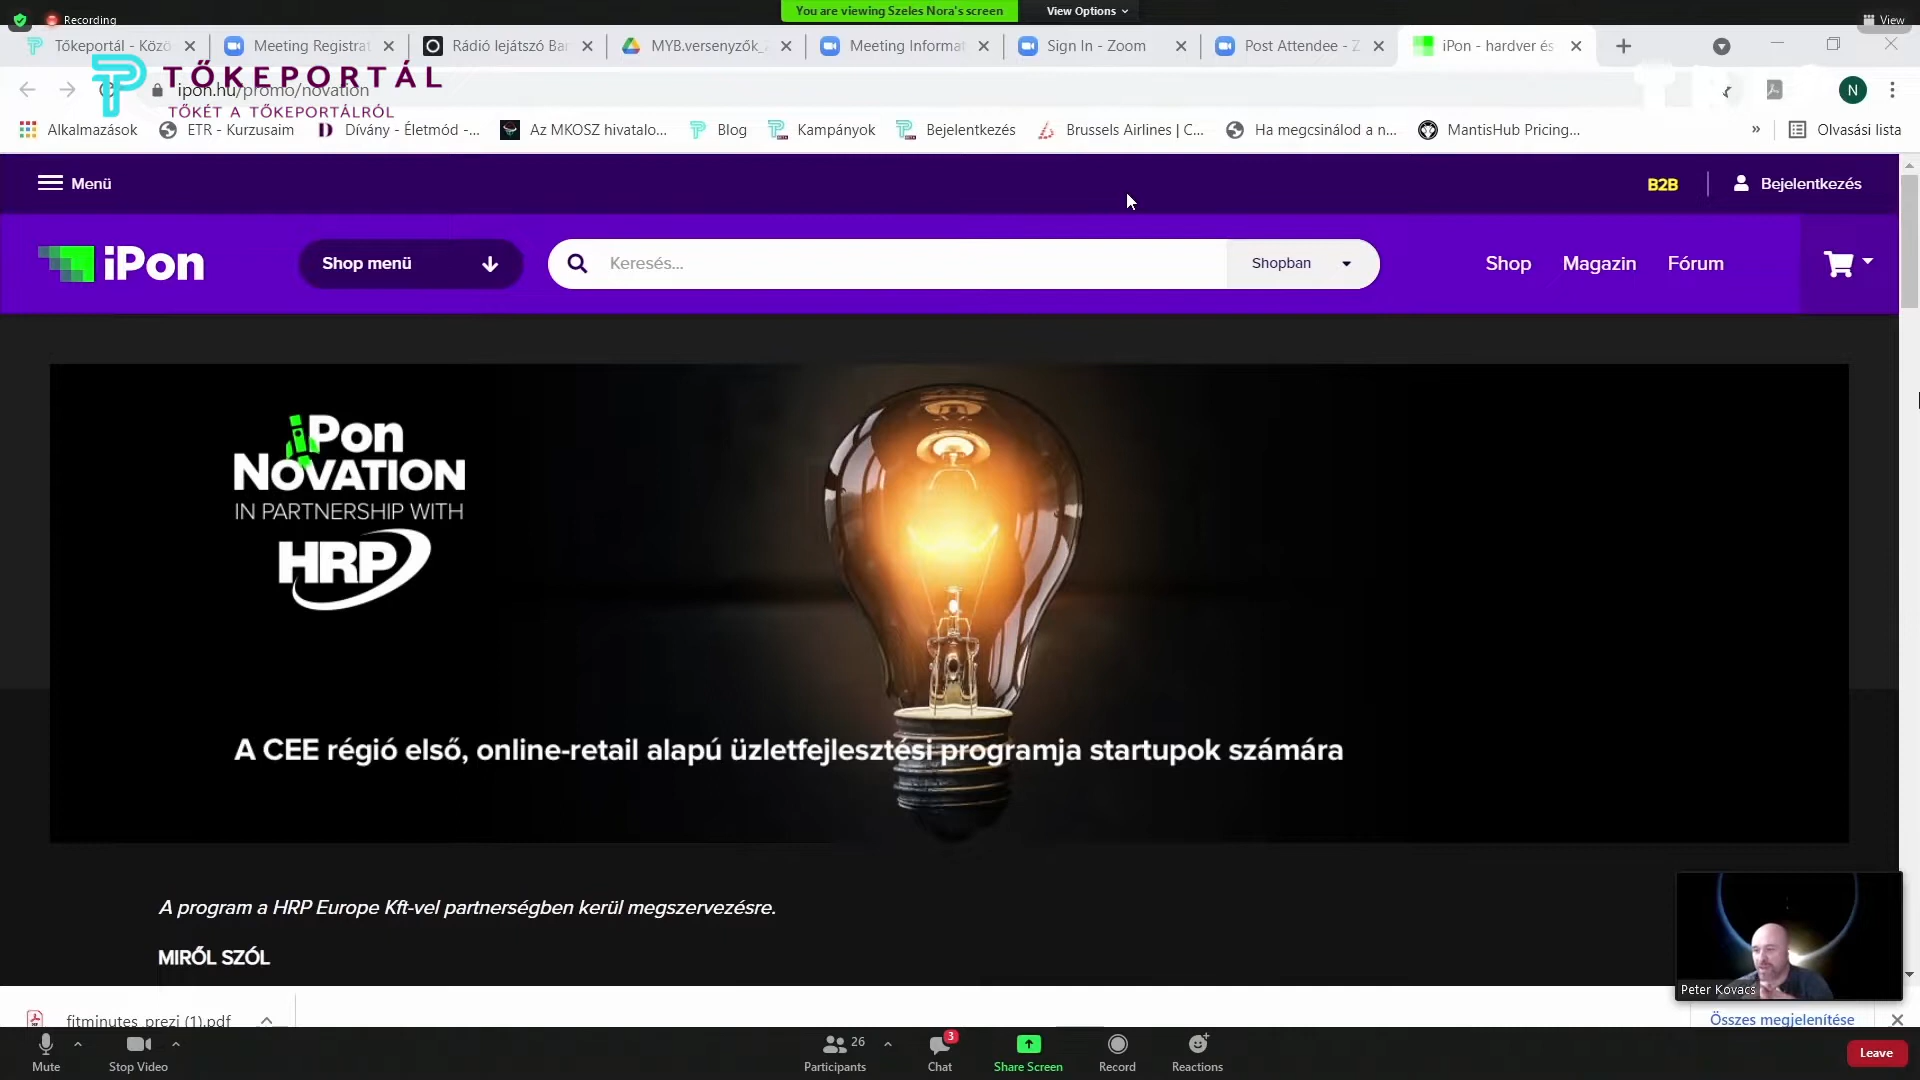 You are viewing Szeles Nora's screen
View Options
Recording
View
Tőkeportál - Közö
Meeting Registrat
Rádió lejátszó Bar
MYB.versenyzők_
Meeting Informat
Sign In - Zoom
Post Attendee - Z
iPon - hardver és
TŐKEPORTÁL
ipon.hu/promo/novation
N
TŐKÉT A TŐKEPORTÁLRÓL
Alkalmazások
ETR - Kurzusaim
Dívány - Életmód -...
Az MKOSZ hivatalo...
Blog
Kampányok
Bejelentkezés
Brussels Airlines | C...
Ha megcsinálod a n...
MantisHub Pricing...
»
Olvasási lista
Menü
B2B
Bejelentkezés
iPon
Shop menü
Keresés...
Shopban
Shop
Magazin
Fórum
iPon
NOVATION
IN PARTNERSHIP WITH
HRP
A CEE régió első, online-retail alapú üzletfejlesztési programja startupok számára
A program a HRP Europe Kft-vel partnerségben kerül megszervezésre.
MIRŐL SZÓL
Peter Kovacs
fitminutes_prezi (1).pdf
Összes megjelenítése
Mute
Stop Video
26
Participants
3
Chat
Share Screen
Record
Reactions
Leave